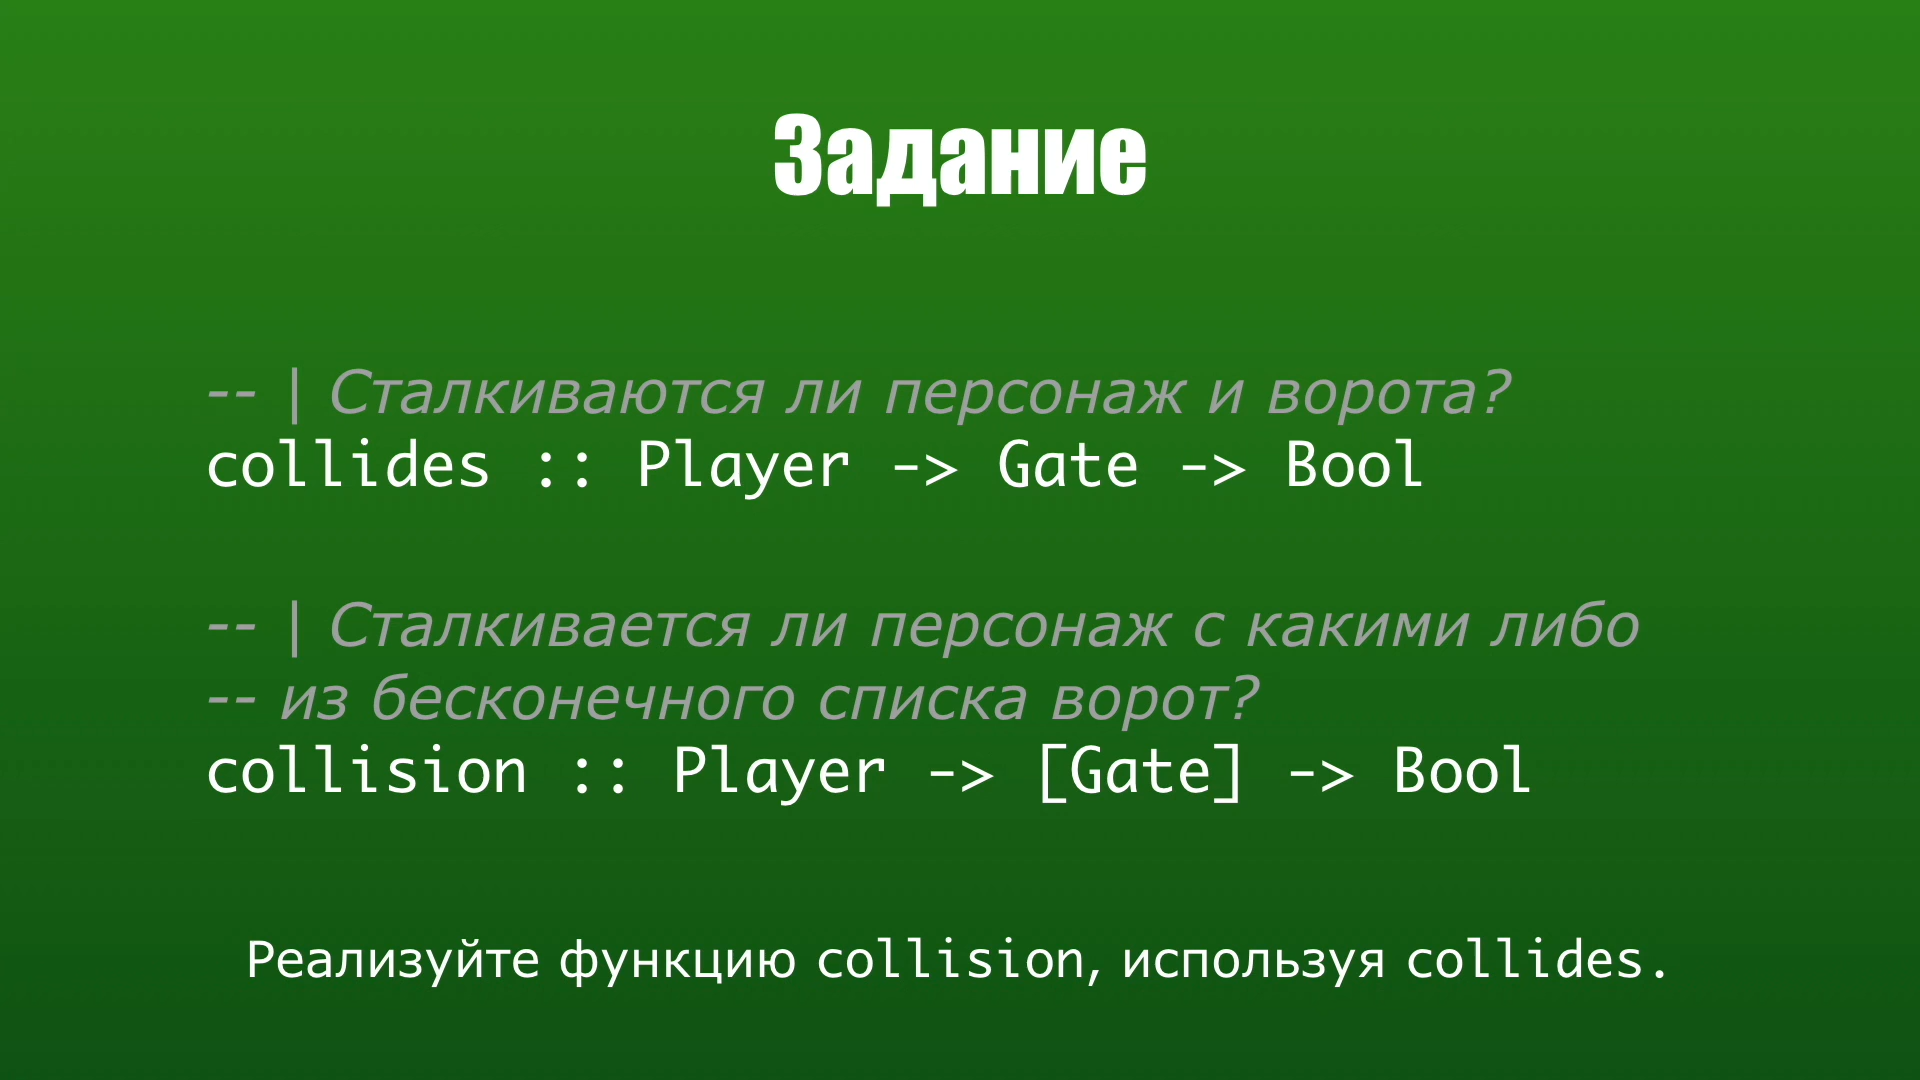 Задание
-- | Сталкиваются ли персонаж и ворота?
collides :: Player -> Gate -> Bool
-- | Сталкивается ли персонаж с какими либо
-- из бесконечного списка ворот?
collision :: Player -> [Gate] -> Bool
Реализуйте функцию collision, используя collides.